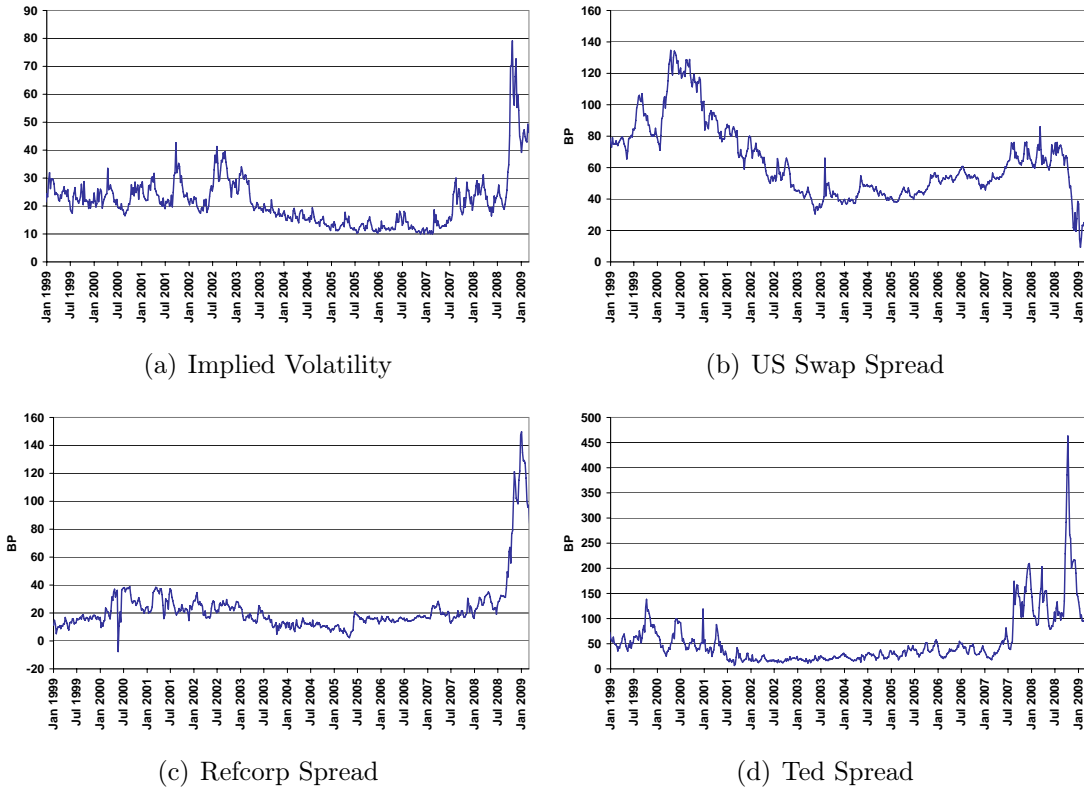 90
80
70
60
50
40
30
20
10
0
Jan 1999
Jul 1999
Jan 2000
Jul 2000
Jan 2001
Jul 2001
Jan 2002
Jul 2002
Jan 2003
Jul 2003
Jan 2004
Jul 2004
Jan 2005
Jul 2005
Jan 2006
Jul 2006
Jan 2007
Jul 2007
Jan 2008
Jul 2008
Jan 2009
(a) Implied Volatility
160
140
120
100
80
60
40
20
0
BP
Jan 1999
Jul 1999
Jan 2000
Jul 2000
Jan 2001
Jul 2001
Jan 2002
Jul 2002
Jan 2003
Jul 2003
Jan 2004
Jul 2004
Jan 2005
Jul 2005
Jan 2006
Jul 2006
Jan 2007
Jul 2007
Jan 2008
Jul 2008
Jan 2009
(b) US Swap Spread
160
140
120
100
80
60
40
20
0
-20
BP
Jan 1999
Jul 1999
Jan 2000
Jul 2000
Jan 2001
Jul 2001
Jan 2002
Jul 2002
Jan 2003
Jul 2003
Jan 2004
Jul 2004
Jan 2005
Jul 2005
Jan 2006
Jul 2006
Jan 2007
Jul 2007
Jan 2008
Jul 2008
Jan 2009
(c) Refcorp Spread
500
450
400
350
300
250
200
150
100
50
0
BP
Jan 1999
Jul 1999
Jan 2000
Jul 2000
Jan 2001
Jul 2001
Jan 2002
Jul 2002
Jan 2003
Jul 2003
Jan 2004
Jul 2004
Jan 2005
Jul 2005
Jan 2006
Jul 2006
Jan 2007
Jul 2007
Jan 2008
Jul 2008
Jan 2009
(d) Ted Spread